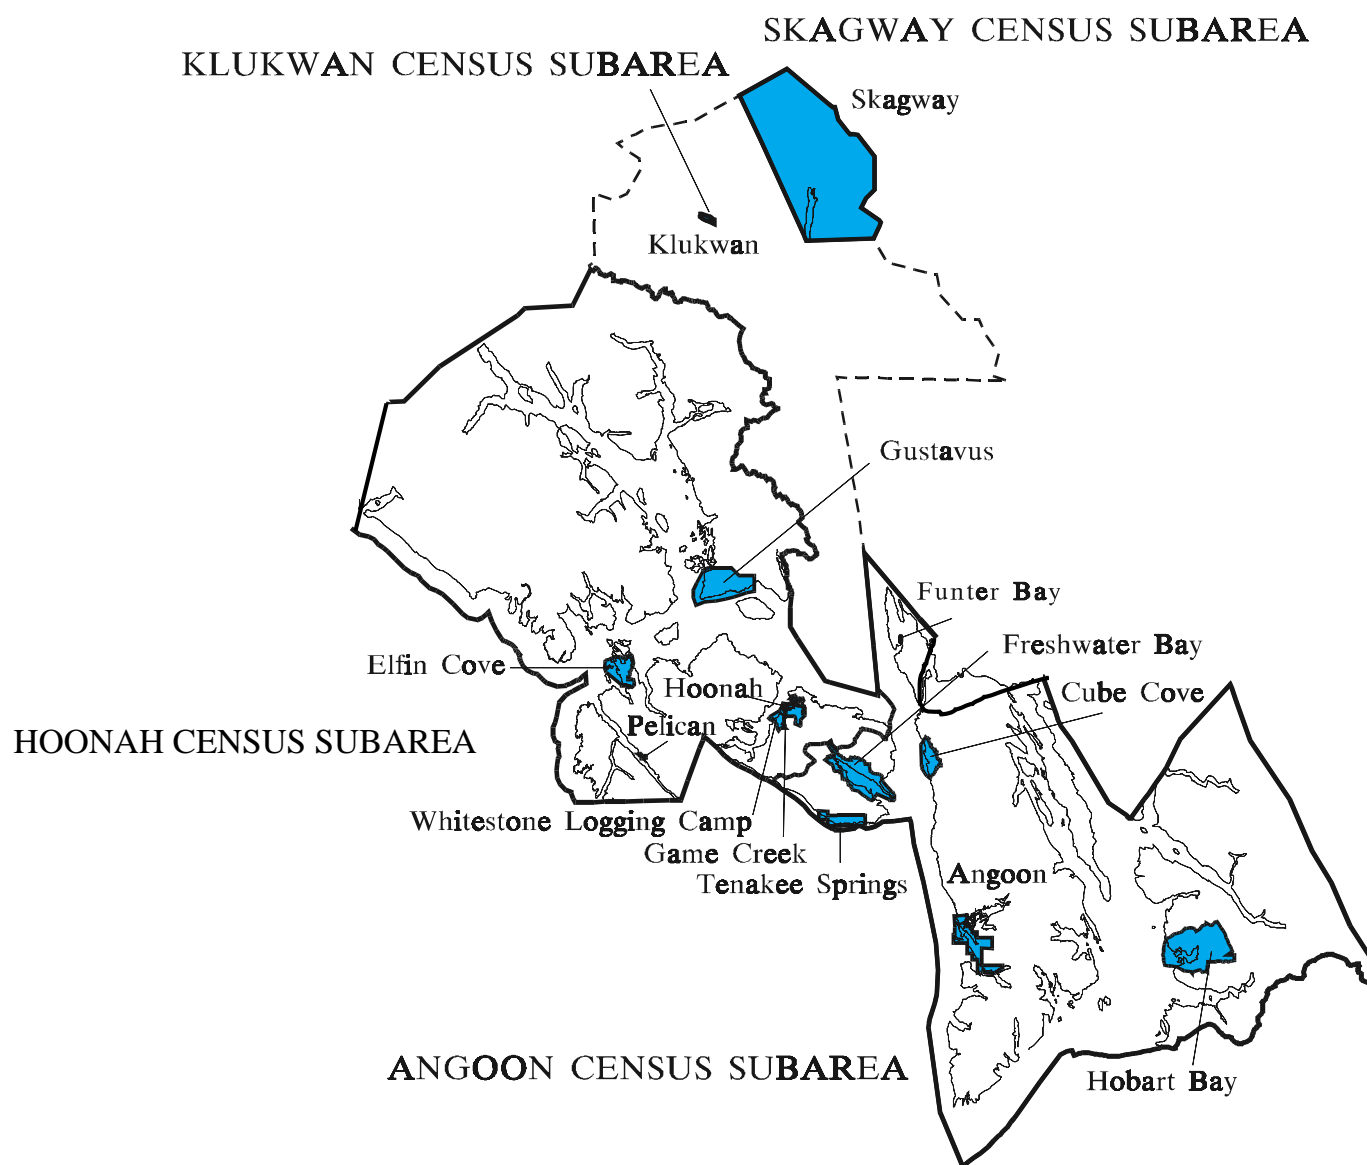 SKAGWAY CENSUS SUBAREA
KLUKWAN CENSUS SUBAREA
Skagway
Klukwan
Gustavus
Funter Bay
Freshwater Bay
Elfin Cove
Hoonah
Cube Cove
Pelican
HOONAH CENSUS SUBAREA
Whitestone Logging Camp
Game Creek
Tenakee Springs
Angoon
ANGOON CENSUS SUBAREA
Hobart Bay